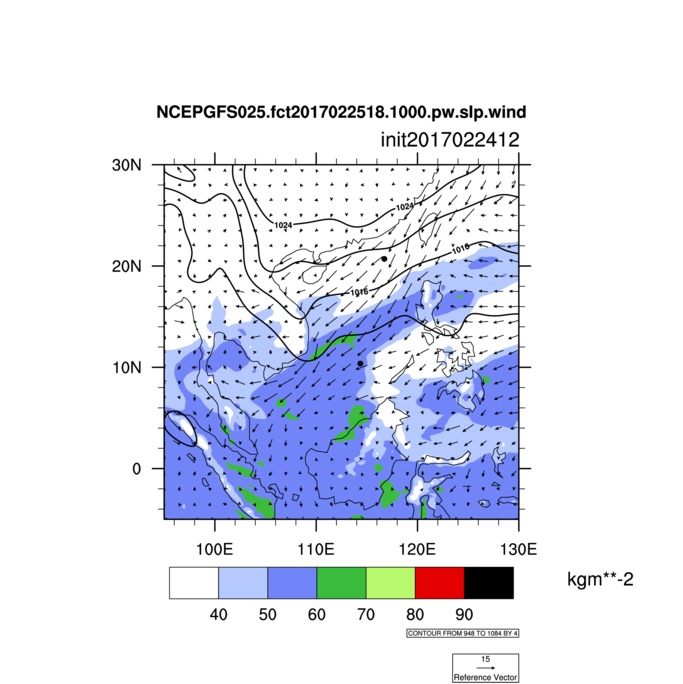 NCEPGFS025.fct2017022518.1000.pw.slp.wind
init2017022412
30N
1024
1024
1016
20N
1016
10N
0
100E 110E 120E 130E
40 50 60 70 80 90
kgm**-2
CONTOUR FROM 948 TO 1084 BY 4
15
Reference Vector